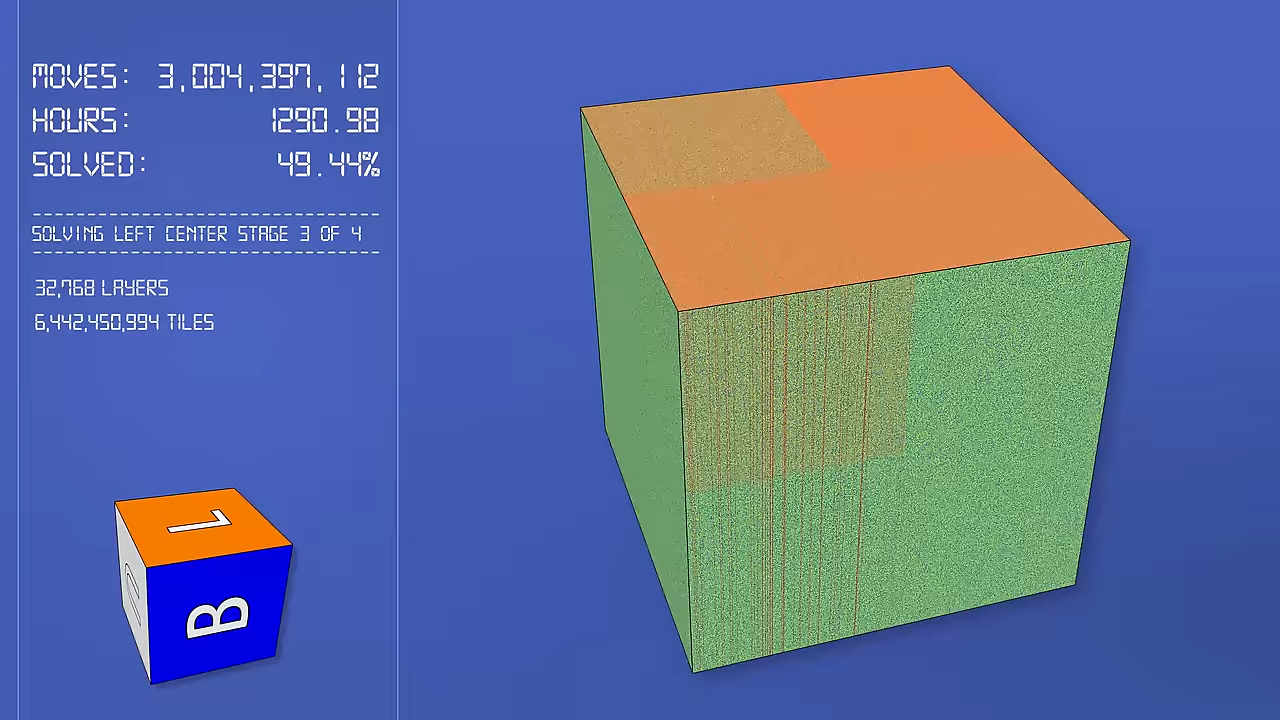 MOVES: 3,004,397,112
HOURS: 1290.98
SOLVED: 49.44%
SOLVING LEFT CENTER STAGE 3 OF 4
32,768 LAYERS
6,442,450,994 TILES
L
B